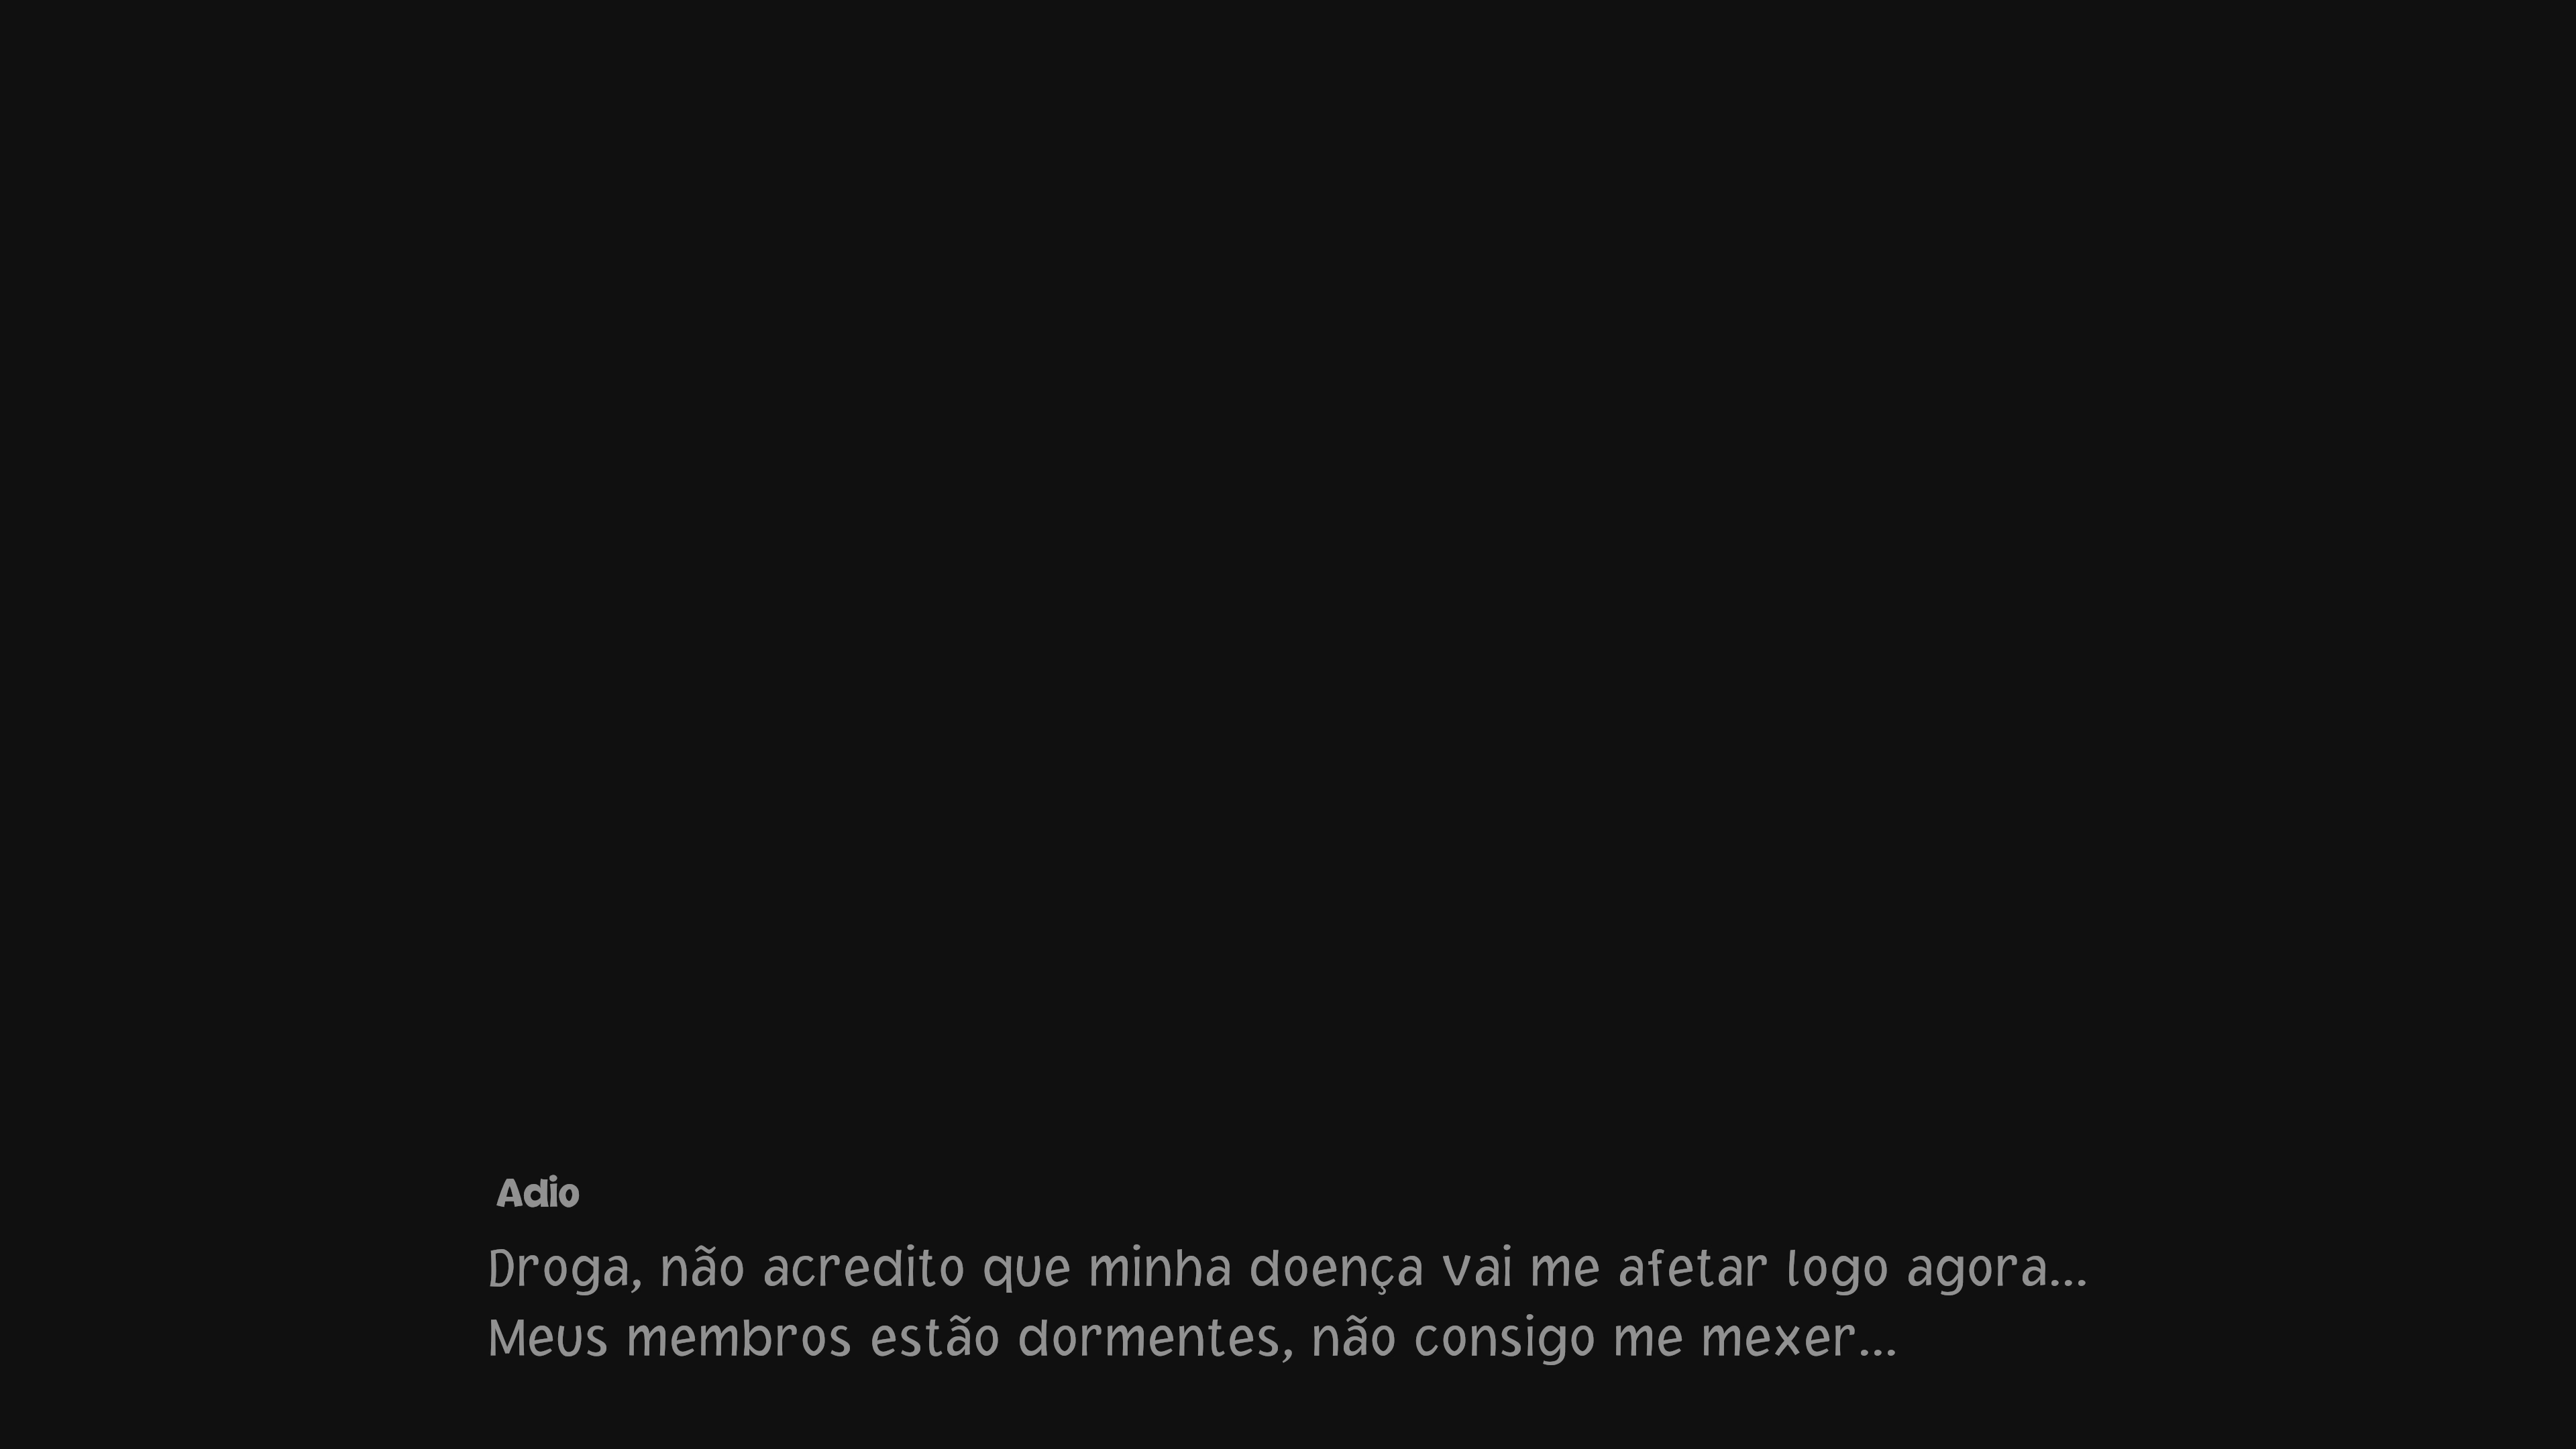 Adio
Droga, não acredito que minha doença vai me afetar logo agora...
Meus membros estão dormentes, não consigo me mexer...